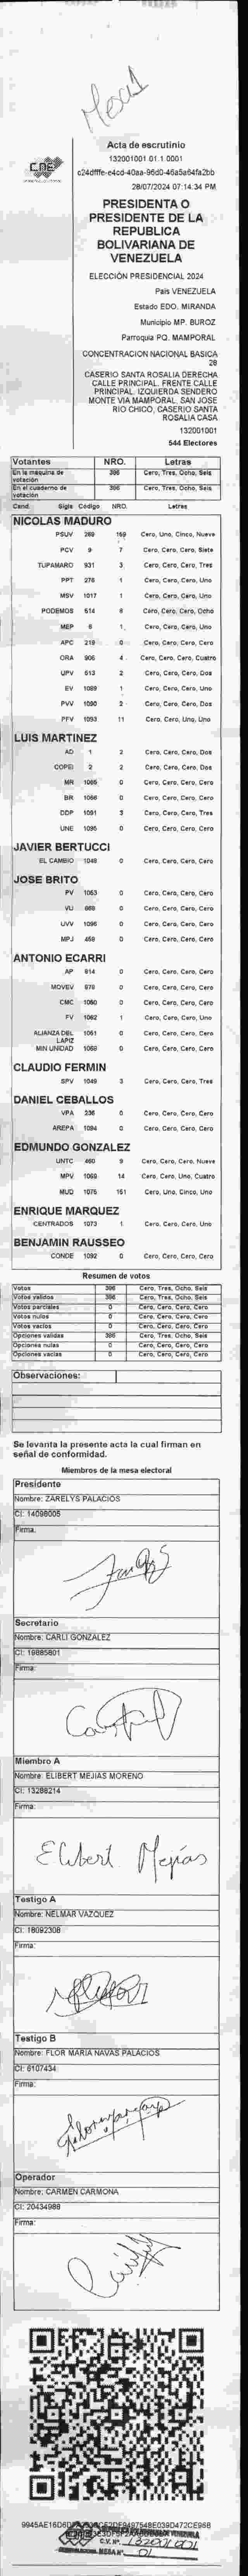 Mesa 1
CNE
Acta de escrutinio
132001001.01.1.0001
c24dfffe-e4cd-40aa-96d0-46a5a64fa2bb
28/07/2024 07:14:34 PM
PRESIDENTA O
PRESIDENTE DE LA
REPUBLICA
BOLIVARIANA DE
VENEZUELA
ELECCIÓN PRESIDENCIAL 2024
País VENEZUELA
Estado EDO. MIRANDA
Municipio MP. BUROZ
Parroquia PQ. MAMPORAL
CONCENTRACION NACIONAL BASICA
28
CASERIO SANTA ROSALIA DERECHA
CALLE PRINCIPAL. FRENTE CALLE
PRINCIPAL. IZQUIERDA SENDERO
MONTE VIA MAMPORAL. SAN JOSE
RIO CHICO, CASERIO SANTA
ROSALIA CASA
132001001
544 Electores
Votantes NRO. Letras
En la maquina de votación 386 Cero, Tres, Ocho, Seis
En el cuaderno de votación 386 Cero, Tres, Ocho, Seis
Cand. Sigla Código NRO. Letras
NICOLAS MADURO
PSUV 269 159 Cero, Uno, Cinco, Nueve
PCV 9 7 Cero, Cero, Cero, Siete
TUPAMARO 931 3 Cero, Cero, Cero, Tres
PPT 276 1 Cero, Cero, Cero, Uno
MSV 1017 1 Cero, Cero, Cero, Uno
PODEMOS 514 8 Cero, Cero, Cero, Ocho
MEP 6 1 Cero, Cero, Cero, Uno
APC 219 0 Cero, Cero, Cero, Cero
ORA 906 4 Cero, Cero, Cero, Cuatro
UPV 513 2 Cero, Cero, Cero, Dos
EV 1089 1 Cero, Cero, Cero, Uno
PVV 1090 2 Cero, Cero, Cero, Dos
PFV 1093 11 Cero, Cero, Uno, Uno
LUIS MARTINEZ
AD 1 2 Cero, Cero, Cero, Dos
COPEI 2 2 Cero, Cero, Cero, Dos
MR 1065 0 Cero, Cero, Cero, Cero
BR 1066 0 Cero, Cero, Cero, Cero
DDP 1091 3 Cero, Cero, Cero, Tres
UNE 1095 0 Cero, Cero, Cero, Cero
JAVIER BERTUCCI
EL CAMBIO 1048 0 Cero, Cero, Cero, Cero
JOSE BRITO
PV 1053 0 Cero, Cero, Cero, Cero
VU 869 0 Cero, Cero, Cero, Cero
UVV 1096 0 Cero, Cero, Cero, Cero
MPJ 459 0 Cero, Cero, Cero, Cero
ANTONIO ECARRI
AP 914 0 Cero, Cero, Cero, Cero
MOVEV 978 0 Cero, Cero, Cero, Cero
CMC 1050 0 Cero, Cero, Cero, Cero
FV 1062 1 Cero, Cero, Cero, Uno
ALIANZA DEL LAPIZ 1051 0 Cero, Cero, Cero, Cero
MIN UNIDAD 1068 0 Cero, Cero, Cero, Cero
CLAUDIO FERMIN
SPV 1049 3 Cero, Cero, Cero, Tres
DANIEL CEBALLOS
VPA 236 0 Cero, Cero, Cero, Cero
AREPA 1094 0 Cero, Cero, Cero, Cero
EDMUNDO GONZALEZ
UNTC 460 9 Cero, Cero, Cero, Nueve
MPV 1069 14 Cero, Cero, Uno, Cuatro
MUD 1075 151 Cero, Uno, Cinco, Uno
ENRIQUE MARQUEZ
CENTRADOS 1073 1 Cero, Cero, Cero, Uno
BENJAMIN RAUSSEO
CONDE 1092 0 Cero, Cero, Cero, Cero
Resumen de votos
Votos 386 Cero, Tres, Ocho, Seis
Votos validos 386 Cero, Tres, Ocho, Seis
Votos parciales 0 Cero, Cero, Cero, Cero
Votos nulos 0 Cero, Cero, Cero, Cero
Votos vacios 0 Cero, Cero, Cero, Cero
Opciones validas 386 Cero, Tres, Ocho, Seis
Opciones nulas 0 Cero, Cero, Cero, Cero
Opciones vacias 0 Cero, Cero, Cero, Cero
Observaciones:
Se levanta la presente acta la cual firman en
señal de conformidad.
Miembros de la mesa electoral
Presidente
Nombre: ZARELYS PALACIOS
CI: 14098005
Firma:
Secretario
Nombre: CARLI GONZALEZ
CI: 19885801
Firma:
Miembro A
Nombre: ELIBERT MEJIAS MORENO
CI: 13288214
Firma:
Elibert Mejías
Testigo A
Nombre: NELMAR VAZQUEZ
CI: 18092308
Firma:
Testigo B
Nombre: FLOR MARIA NAVAS PALACIOS
CI: 6107434
Firma:
Operador
Nombre: CARMEN CARMONA
CI: 20434988
Firma:
C.V. Nº. 132001001
MESA Nº. 01